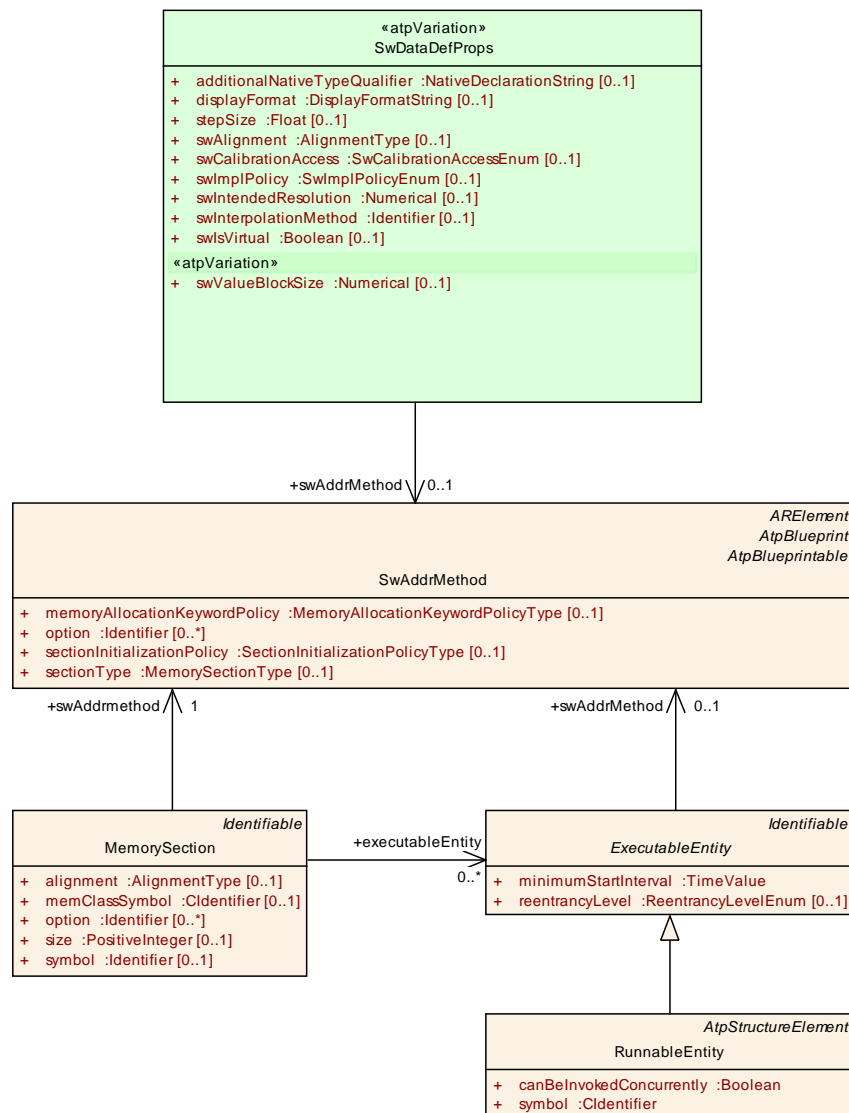 «atpVariation»
SwDataDefProps
+ additionalNativeTypeQualifier :NativeDeclarationString [0..1]
+ displayFormat :DisplayFormatString [0..1]
+ stepSize :Float [0..1]
+ swAlignment :AlignmentType [0..1]
+ swCalibrationAccess :SwCalibrationAccessEnum [0..1]
+ swImplPolicy :SwImplPolicyEnum [0..1]
+ swIntendedResolution :Numerical [0..1]
+ swInterpolationMethod :Identifier [0..1]
+ swIsVirtual :Boolean [0..1]
«atpVariation»
+ swValueBlockSize :Numerical [0..1]
+swAddrMethod 0..1
ARElement
AtpBlueprint
AtpBlueprintable
SwAddrMethod
+ memoryAllocationKeywordPolicy :MemoryAllocationKeywordPolicyType [0..1]
+ option :Identifier [0..*]
+ sectionInitializationPolicy :SectionInitializationPolicyType [0..1]
+ sectionType :MemorySectionType [0..1]
+swAddrmethod 1
+swAddrMethod 0..1
Identifiable
MemorySection
+ alignment :AlignmentType [0..1]
+ memClassSymbol :CIdentifier [0..1]
+ option :Identifier [0..*]
+ size :PositiveInteger [0..1]
+ symbol :Identifier [0..1]
+executableEntity
0..*
Identifiable
ExecutableEntity
+ minimumStartInterval :TimeValue
+ reentrancyLevel :ReentrancyLevelEnum [0..1]
AtpStructureElement
RunnableEntity
+ canBeInvokedConcurrently :Boolean
+ symbol :CIdentifier